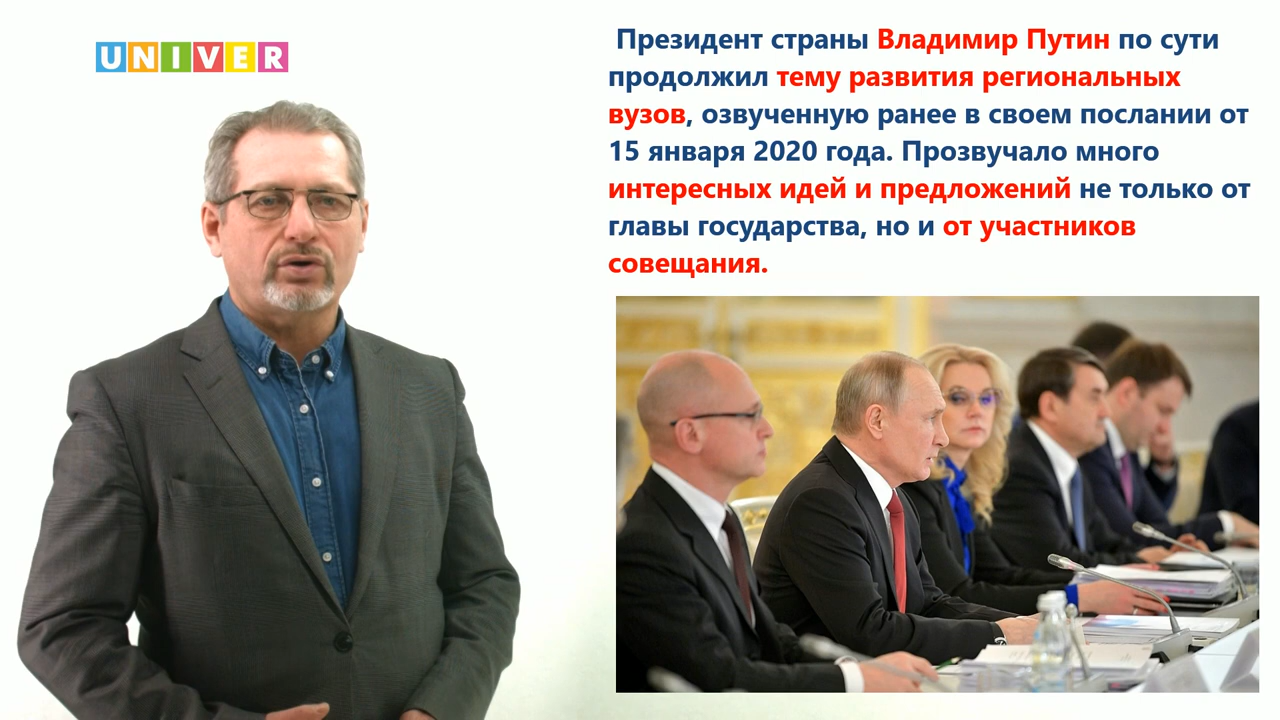 UNIVER
Президент страны Владимир Путин по сути
продолжил тему развития региональных
вузов, озвученную ранее в своем послании от
15 января 2020 года. Прозвучало много
интересных идей и предложений не только от
главы государства, но и от участников
совещания.